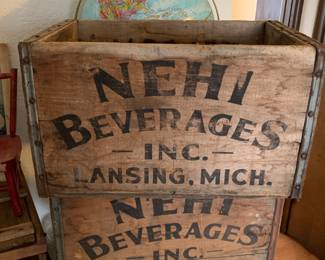 NEHI
BEVERAGES
- INC. -
LANSING, MICH.
NEHI
BEVERAGES
- INC. -